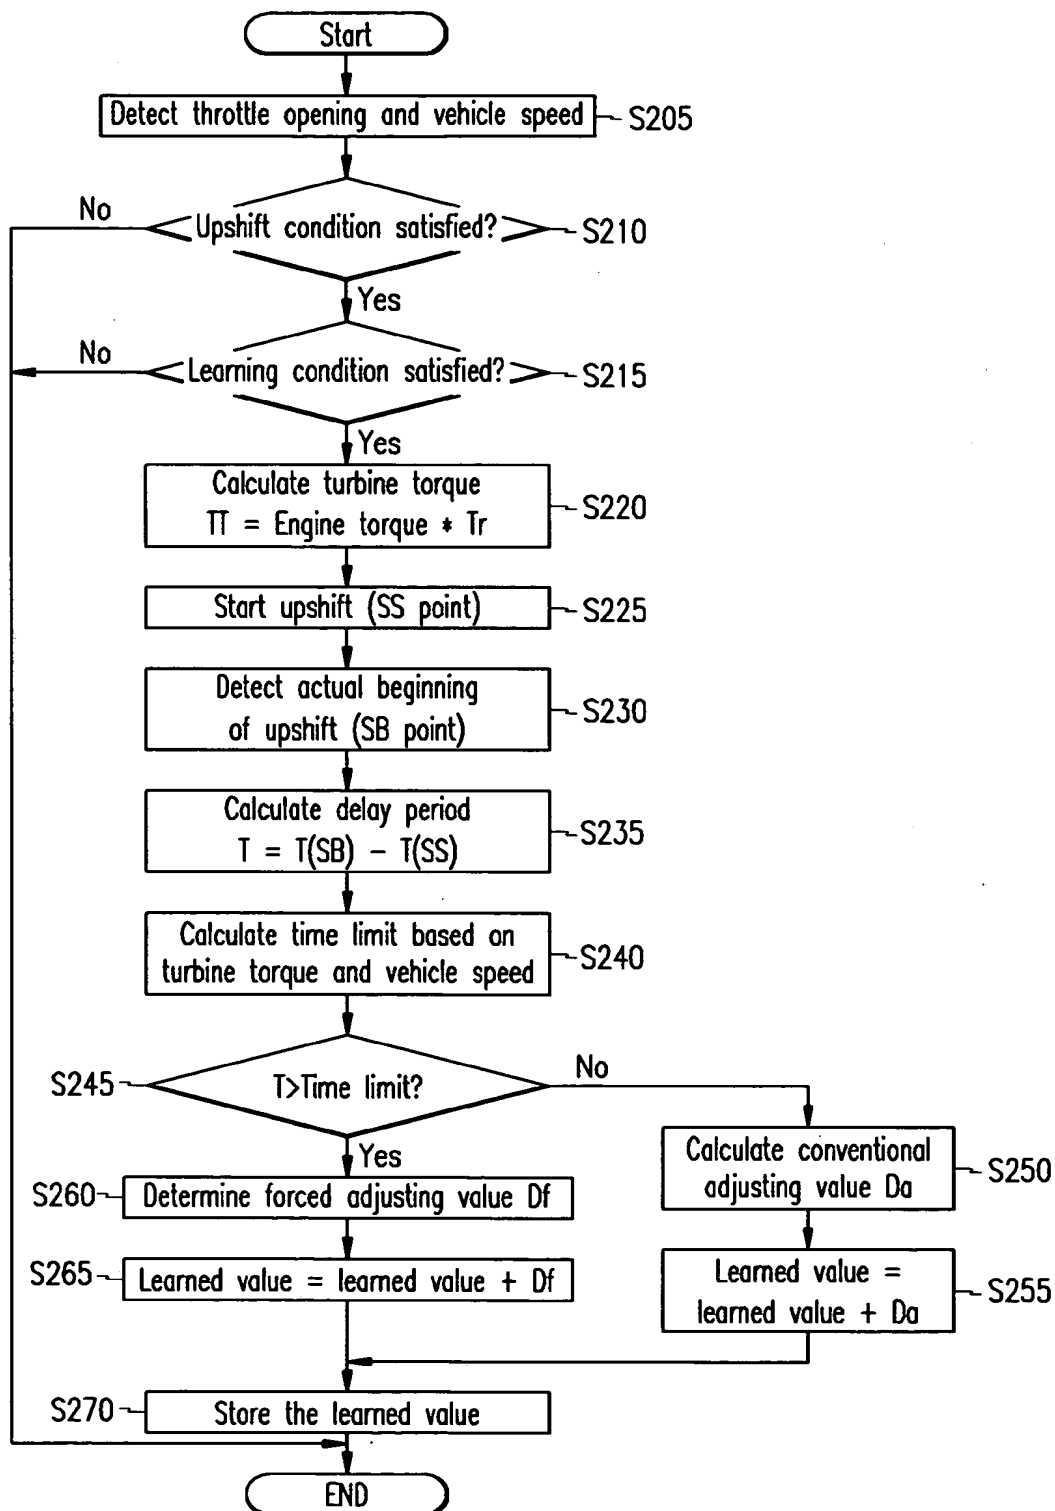 Start
Detect throttle opening and vehicle speed
S205
No
Upshift condition satisfied?
S210
Yes
No
Learning condition satisfied?
S215
Yes
Calculate turbine torque
TT = Engine torque * Tr
S220
Start upshift (SS point)
S225
Detect actual beginning
of upshift (SB point)
S230
Calculate delay period
T = T(SB) - T(SS)
S235
Calculate time limit based on
turbine torque and vehicle speed
S240
S245
T>Time limit?
No
Yes
Calculate conventional
adjusting value Da
S250
S260
Determine forced adjusting value Df
S265
Learned value = learned value + Df
Learned value =
learned value + Da
S255
S270
Store the learned value
END